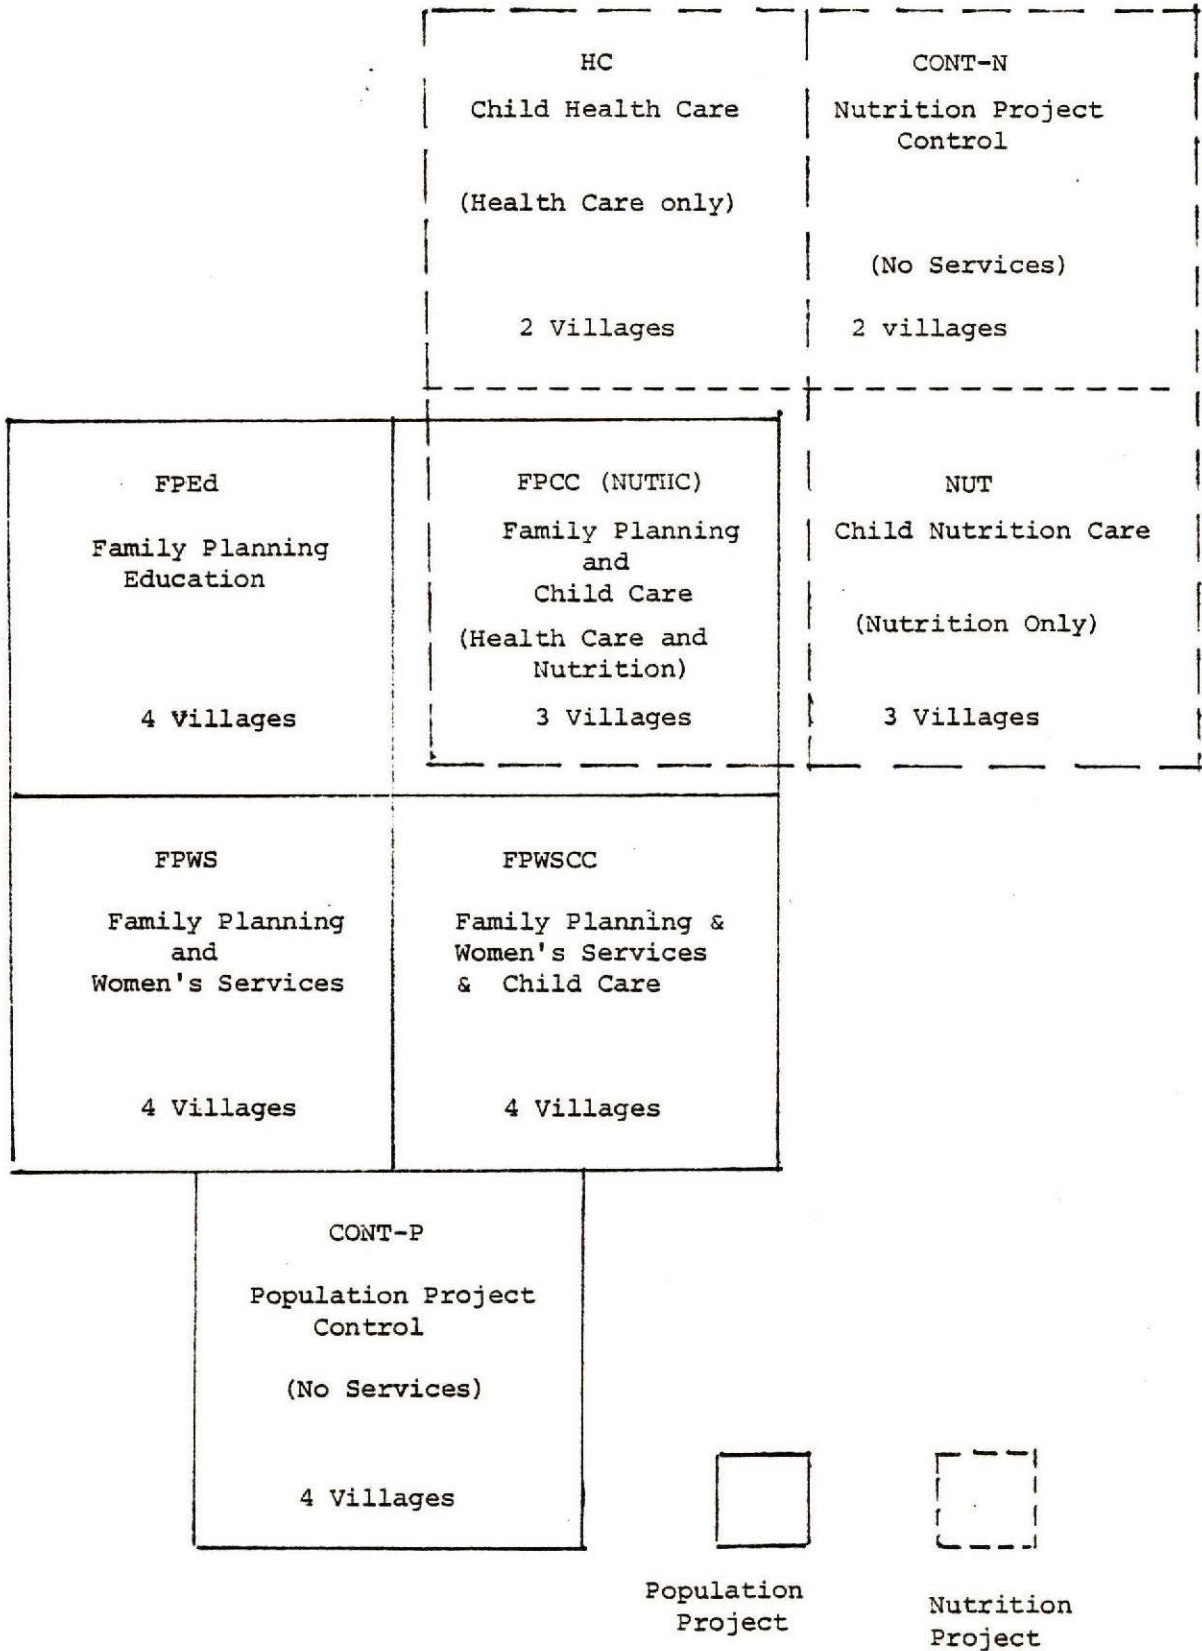 HC
Child Health Care
(Health Care only)
2 Villages
CONT-N
Nutrition Project
Control
(No Services)
2 villages
FPEd
Family Planning
Education
4 Villages
FPCC (NUTHC)
Family Planning
and
Child Care
(Health Care and
Nutrition)
3 Villages
NUT
Child Nutrition Care
(Nutrition Only)
3 Villages
FPWS
Family Planning
and
Women's Services
4 Villages
FPWSCC
Family Planning &
Women's Services
& Child Care
4 Villages
CONT-P
Population Project
Control
(No Services)
4 Villages
Population
Project
Nutrition
Project